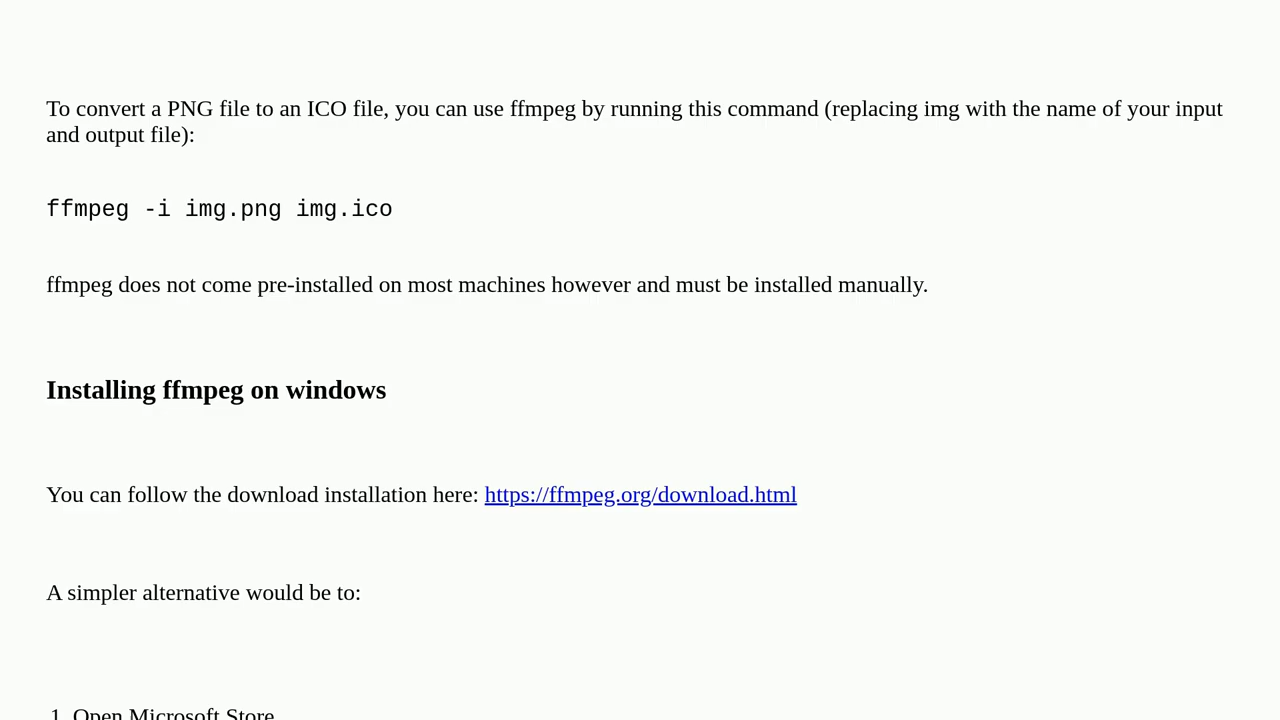 To convert a PNG file to an ICO file, you can use ffmpeg by running this command (replacing img with the name of your input
and output file):
ffmpeg -i img.png img.ico
ffmpeg does not come pre-installed on most machines however and must be installed manually.
Installing ffmpeg on windows
You can follow the download installation here: https://ffmpeg.org/download.html
A simpler alternative would be to:
1. Open Microsoft Store